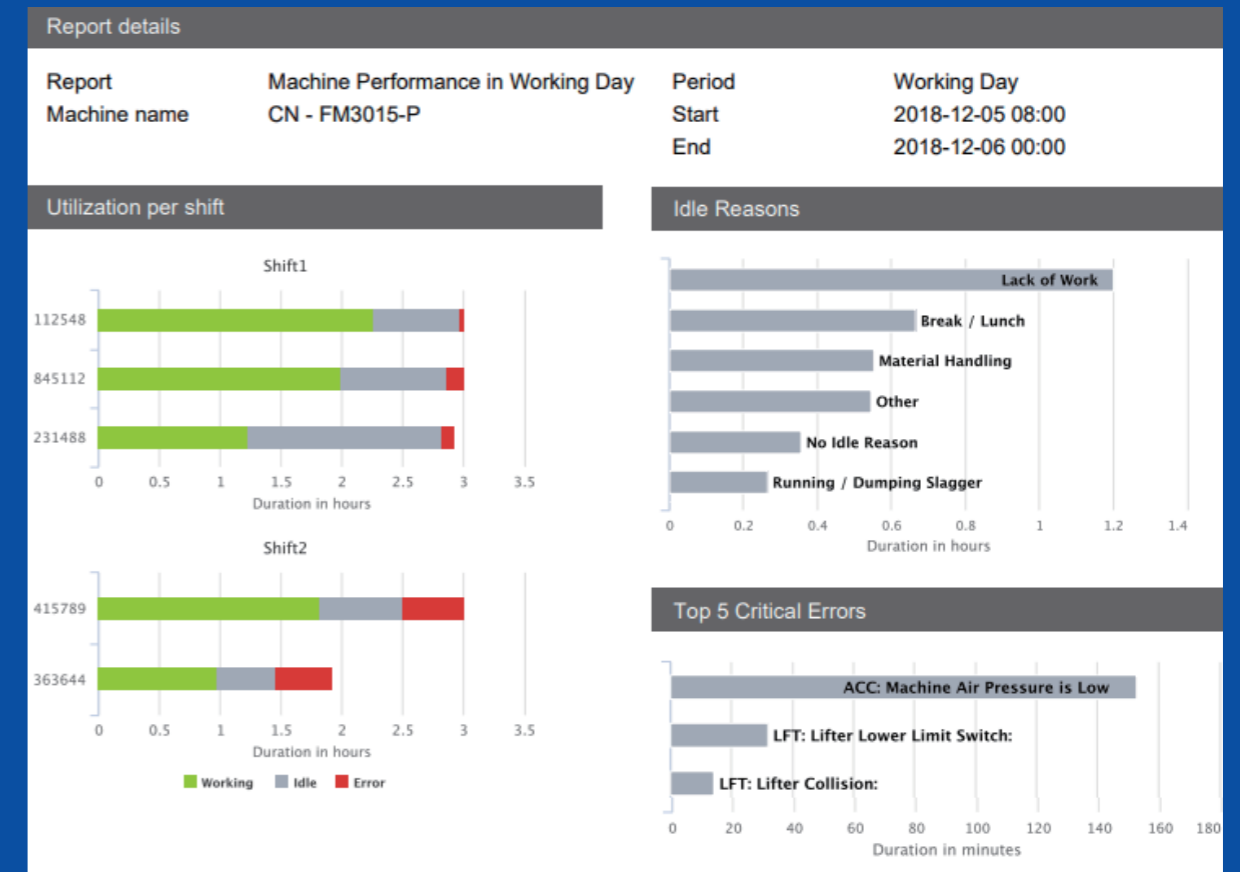 Report details
Report Machine Performance in Working Day Period Working Day
Machine name CN - FM3015-P Start 2018-12-05 08:00
End 2018-12-06 00:00
Utilization per shift
Shift1
112548
845112
231488
0 0.5 1 1.5 2 2.5 3 3.5
Duration in hours
Shift2
415789
363644
0 0.5 1 1.5 2 2.5 3 3.5
Duration in hours
Working Idle Error
Idle Reasons
Lack of Work
Break / Lunch
Material Handling
Other
No Idle Reason
Running / Dumping Slagger
0 0.2 0.4 0.6 0.8 1 1.2 1.4
Duration in hours
Top 5 Critical Errors
ACC: Machine Air Pressure is Low
LFT: Lifter Lower Limit Switch:
LFT: Lifter Collision:
0 20 40 60 80 100 120 140 160 180
Duration in minutes